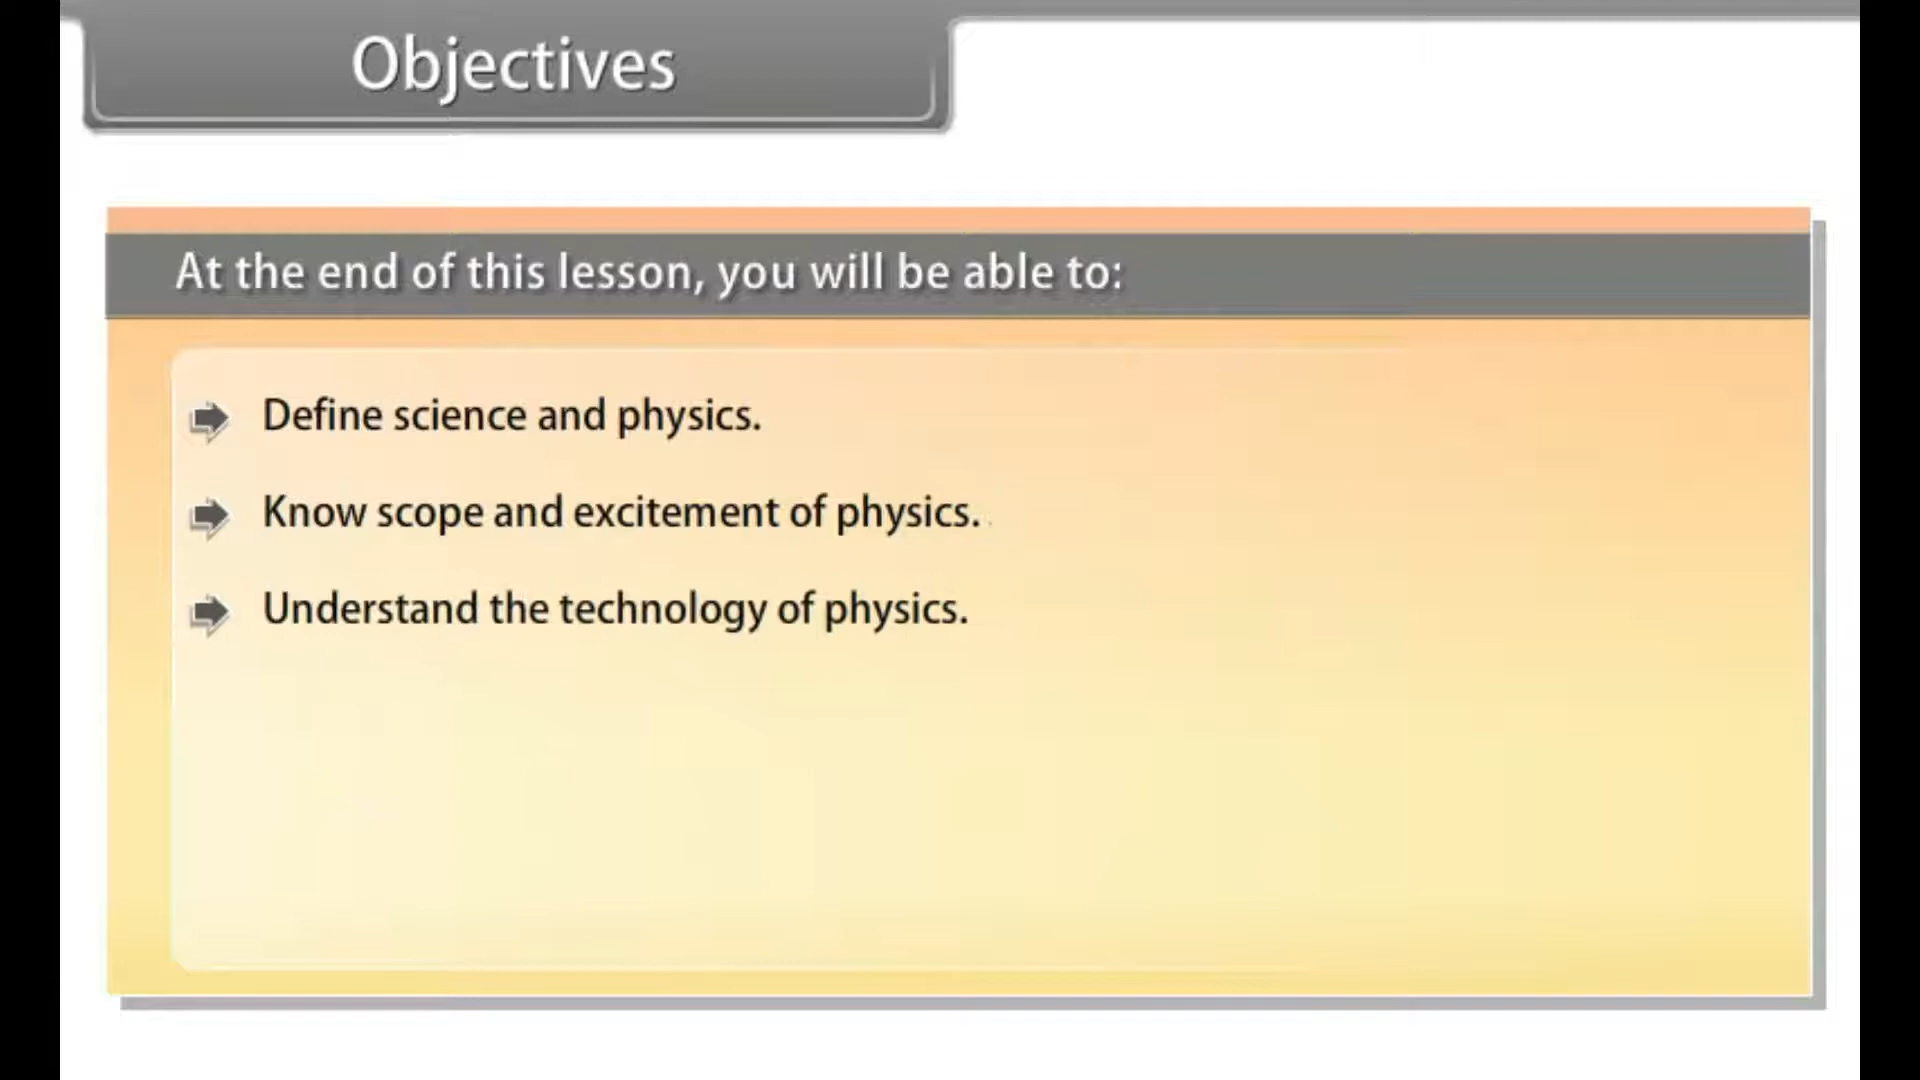 Objectives
At the end of this lesson, you will be able to:
Define science and physics.
Know scope and excitement of physics.
Understand the technology of physics.